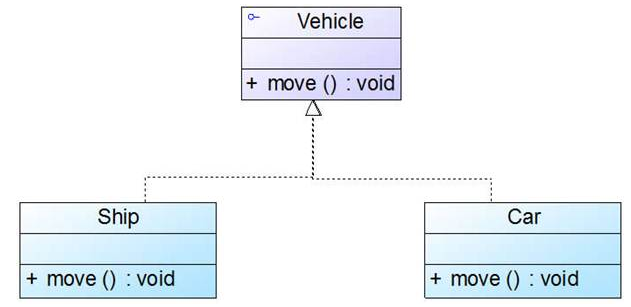 Vehicle
+ move () : void
Ship
+ move () : void
Car
+ move () : void